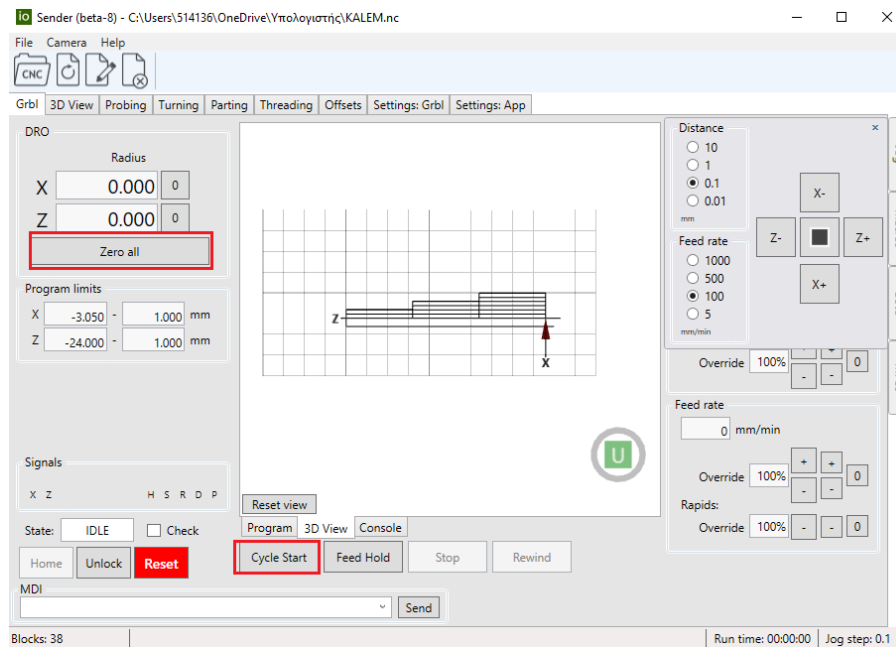 io Sender (beta-8) - C:\Users\514136\OneDrive\Υπολογιστής\KALEM.nc
File Camera Help
CNC
Grbl 3D View Probing Turning Parting Threading Offsets Settings: Grbl Settings: App
DRO
Radius
X 0.000 0
Z 0.000 0
Zero all
Program limits
X -3.050 - 1.000 mm
Z -24.000 - 1.000 mm
Signals
X Z H S R D P
State: IDLE Check
Home Unlock Reset
MDI
Send
Z
X
U
Reset view
Program 3D View Console
Cycle Start Feed Hold Stop Rewind
Distance x
10
1
0.1
0.01
mm
Feed rate
1000
500
100
5
mm/min
X-
Z- Z+
X+
Override 100% - - 0
Feed rate
0 mm/min
+ +
Override 100% - - 0
Rapids:
Override 100% - - 0
Blocks: 38 Run time: 00:00:00 Jog step: 0.1